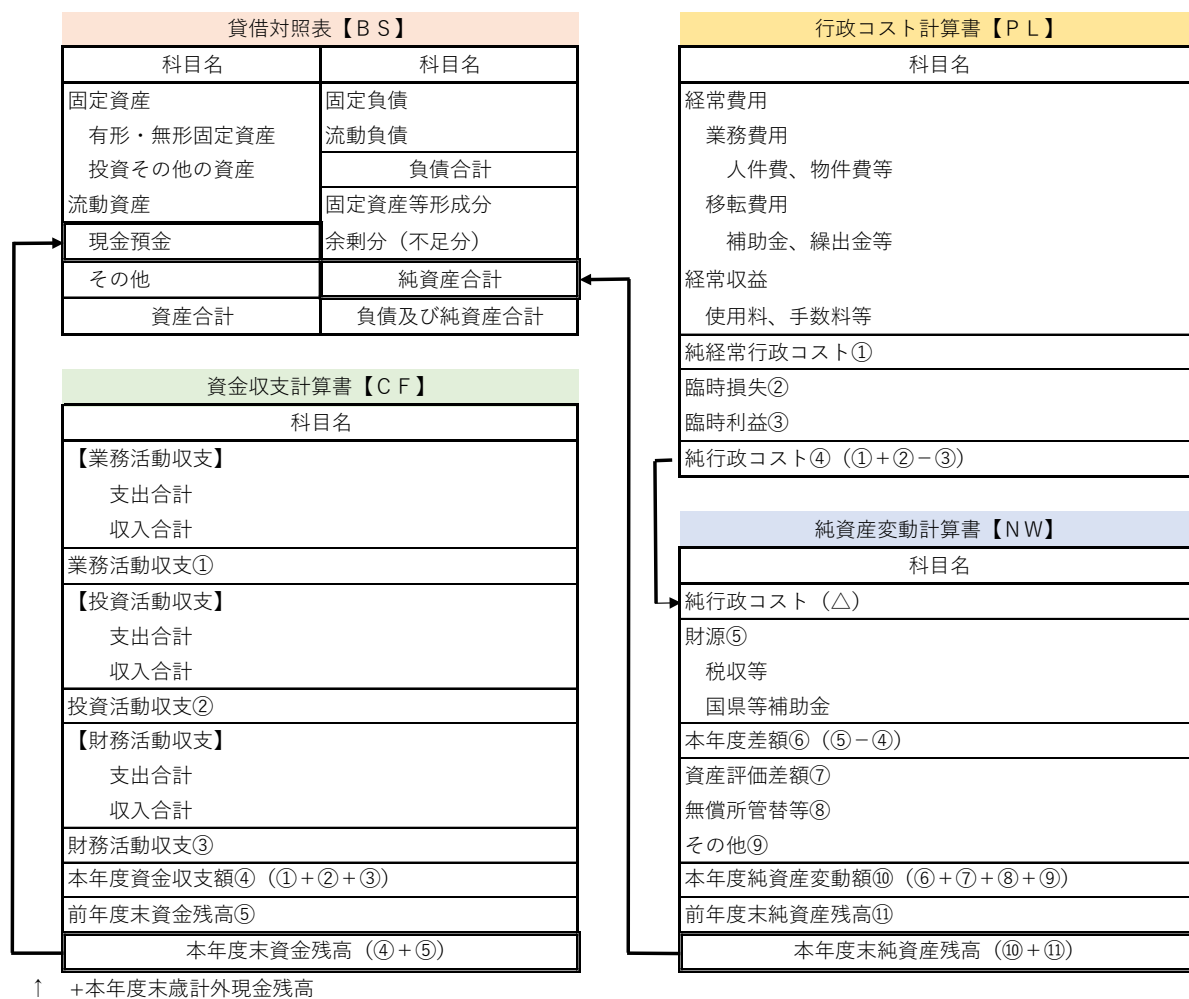 貸借対照表【ＢＳ】
科目名 科目名
固定資産 固定負債
有形・無形固定資産 流動負債
投資その他の資産 負債合計
流動資産 固定資産等形成分
現金預金 余剰分（不足分）
その他 純資産合計
資産合計 負債及び純資産合計
資金収支計算書【ＣＦ】
科目名
【業務活動収支】
支出合計
収入合計
業務活動収支①
【投資活動収支】
支出合計
収入合計
投資活動収支②
【財務活動収支】
支出合計
収入合計
財務活動収支③
本年度資金収支額④（①＋②＋③）
前年度末資金残高⑤
本年度末資金残高（④＋⑤）
↑ +本年度末歳計外現金残高
行政コスト計算書【ＰＬ】
科目名
経常費用
業務費用
人件費、物件費等
移転費用
補助金、繰出金等
経常収益
使用料、手数料等
純経常行政コスト①
臨時損失②
臨時利益③
純行政コスト④（①＋②－③）
純資産変動計算書【ＮＷ】
科目名
純行政コスト（△）
財源⑤
税収等
国県等補助金
本年度差額⑥（⑤－④）
資産評価差額⑦
無償所管替等⑧
その他⑨
本年度純資産変動額⑩（⑥＋⑦＋⑧＋⑨）
前年度末純資産残高⑪
本年度末純資産残高（⑩＋⑪）